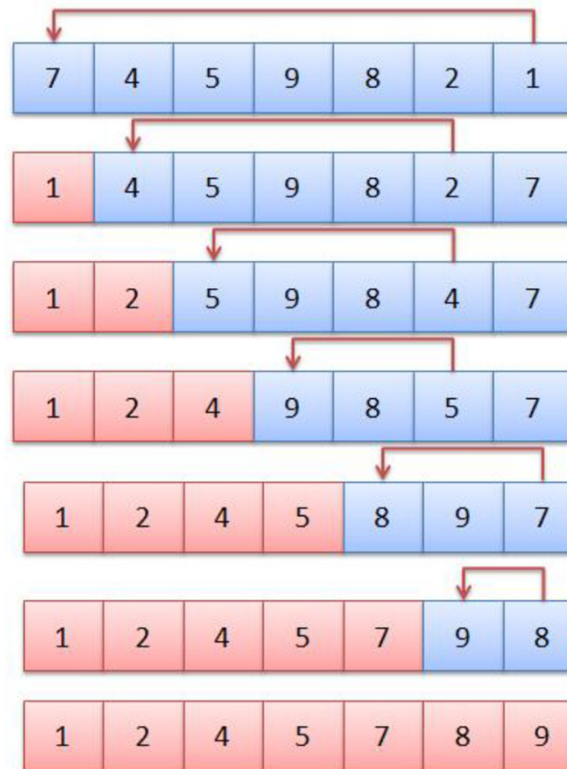 7 4 5 9 8 2 1
1 4 5 9 8 2 7
1 2 5 9 8 4 7
1 2 4 9 8 5 7
1 2 4 5 8 9 7
1 2 4 5 7 9 8
1 2 4 5 7 8 9